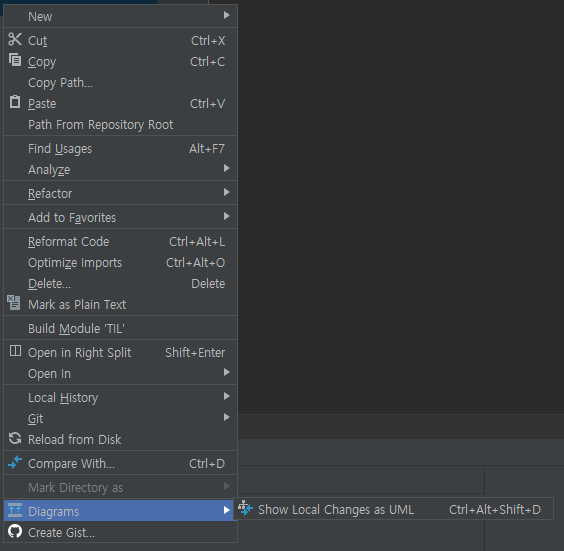 New
Cut Ctrl+X
Copy Ctrl+C
Copy Path...
Paste Ctrl+V
Path From Repository Root
Find Usages Alt+F7
Analyze
Refactor
Add to Favorites
Reformat Code Ctrl+Alt+L
Optimize Imports Ctrl+Alt+O
Delete... Delete
Mark as Plain Text
Build Module 'TIL'
Open in Right Split Shift+Enter
Open In
Local History
Git
Reload from Disk
Compare With... Ctrl+D
Mark Directory as
Diagrams
Show Local Changes as UML Ctrl+Alt+Shift+D
Create Gist...